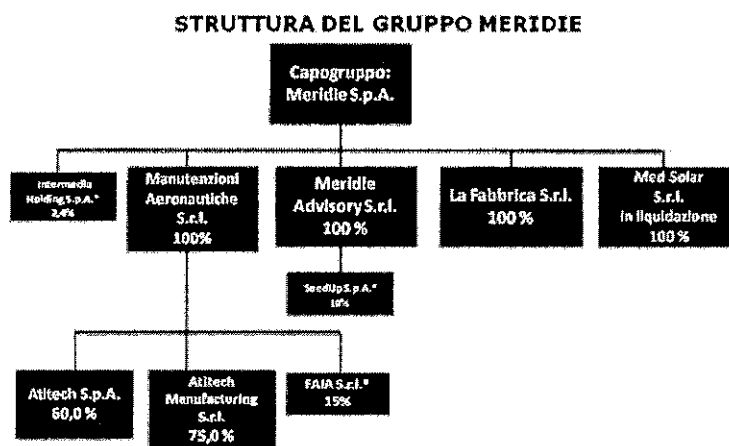 STRUTTURA DEL GRUPPO MERIDIE
Capogruppo:
Meridie S.p.A.
Intermedia
Holding S.p.A.*
2,4%
Manutenzioni
Aeronautiche
S.r.l.
100%
Meridie
Advisory S.r.l.
100 %
La Fabbrica S.r.l.
100 %
Med Solar
S.r.l.
in liquidazione
100 %
SeedUp S.p.A.*
10%
Atitech S.p.A.
60,0 %
Atitech
Manufacturing
S.r.l.
75,0 %
FAIA S.r.l.*
15%